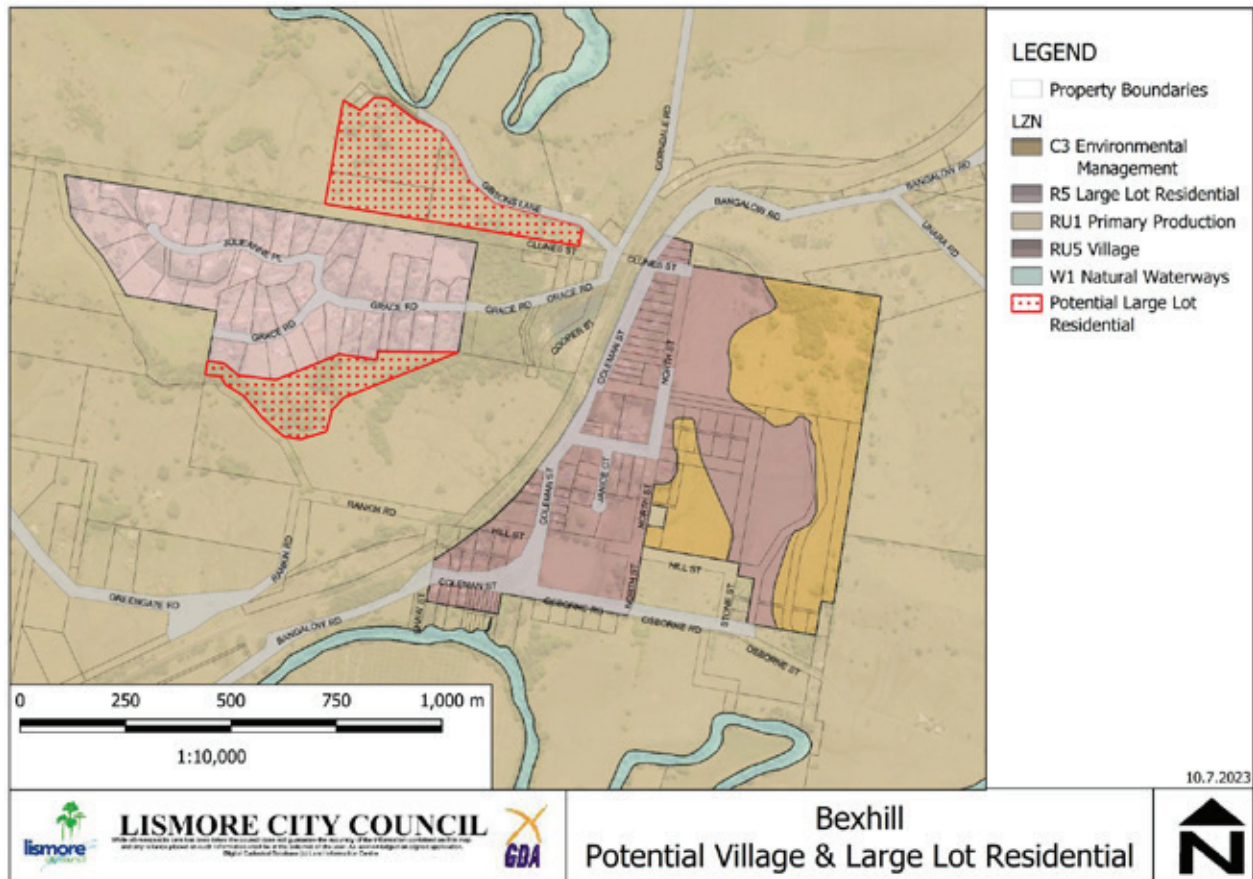 GIBBONS LANE
CORNDALE RD
BANGALOW RD
BANGALOW RD
CLUNES ST
CLUNES ST
JULIEANNE PL
GRACE RD
GRACE RD
GRACE RD
GRACE RD
COOPER ST
COLEMAN ST
NORTH ST
JANICE CT
COLEMAN ST
NORTH ST
RANKIN RD
HILL ST
RANKIN RD
HILL ST
COLEMAN ST
NORTH ST
STONE ST
GREENGATE RD
OSBORNE RD
OSBORNE RD
BANGALOW RD
OSBORNE ST
0 250 500 750 1,000 m
1:10,000
LEGEND
Property Boundaries
LZN
C3 Environmental
Management
R5 Large Lot Residential
RU1 Primary Production
RU5 Village
W1 Natural Waterways
Potential Large Lot
Residential
10.7.2023
lismore
LISMORE CITY COUNCIL
GDA
Bexhill
Potential Village & Large Lot Residential
N